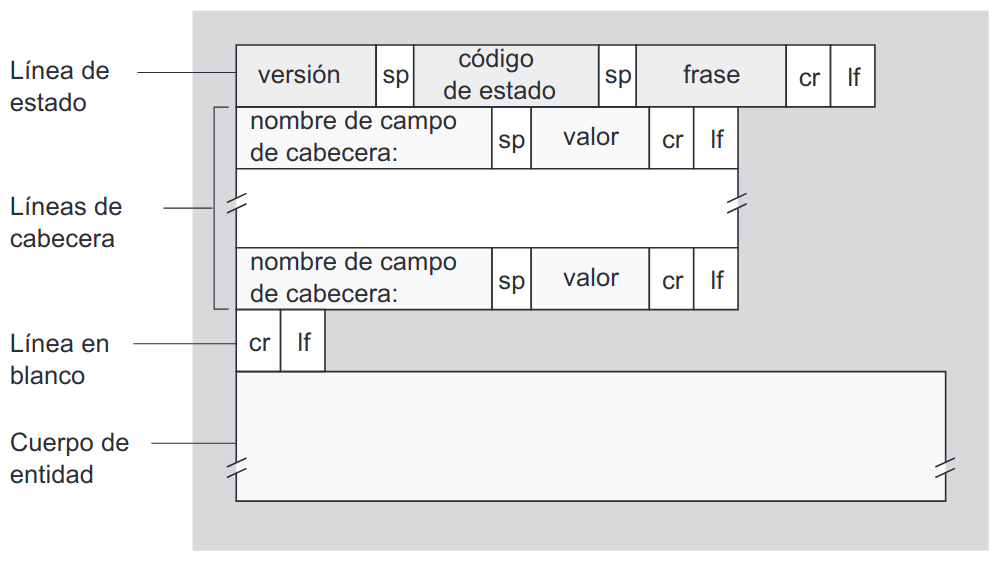 Línea de
estado
versión sp código
de estado sp frase cr lf
nombre de campo
de cabecera: sp valor cr lf
Líneas de
cabecera
nombre de campo
de cabecera: sp valor cr lf
Línea en
blanco
cr lf
Cuerpo de
entidad